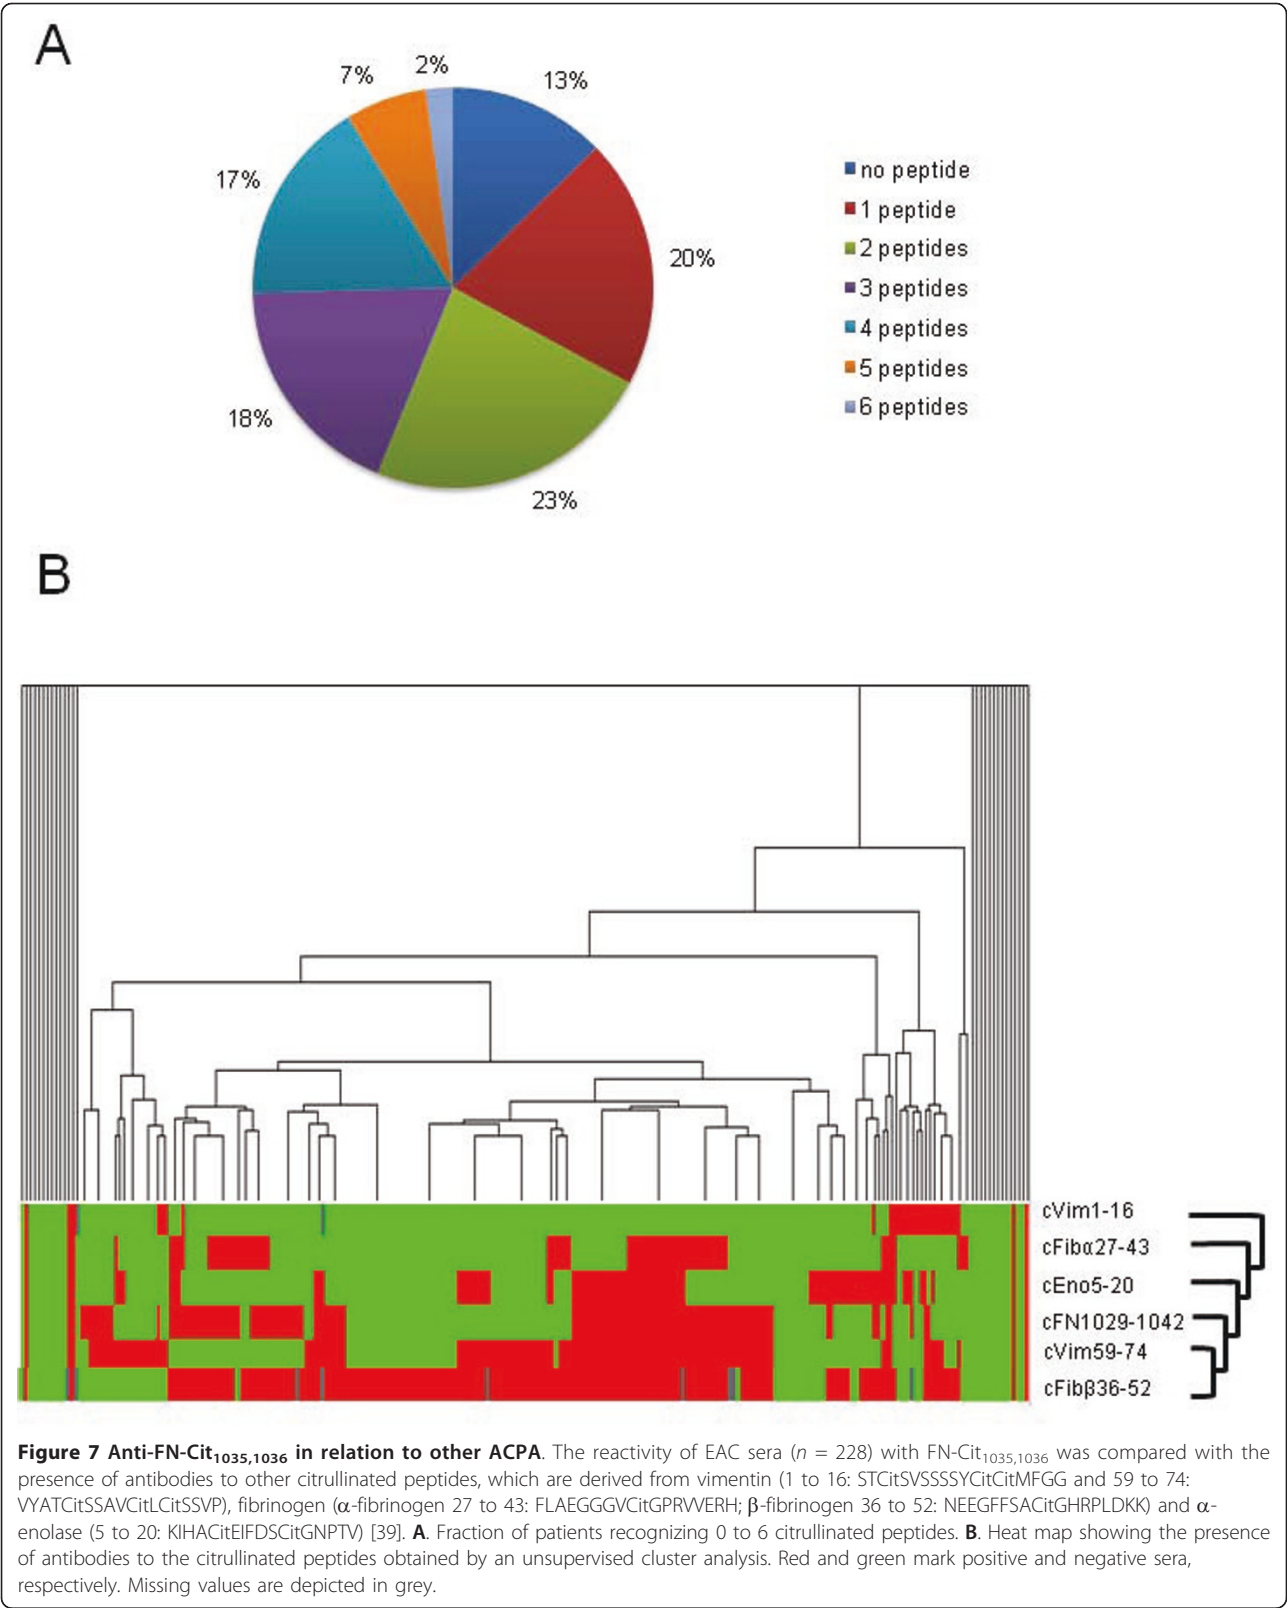 A
7%
2%
13%
17%
20%
18%
23%
no peptide
1 peptide
2 peptides
3 peptides
4 peptides
5 peptides
6 peptides
B
cVim1-16
cFibα27-43
cEno5-20
cFN1029-1042
cVim59-74
cFibβ36-52
Figure 7 Anti-FN-Cit1035,1036 in relation to other ACPA. The reactivity of EAC sera (n = 228) with FN-Cit1035,1036 was compared with the
presence of antibodies to other citrullinated peptides, which are derived from vimentin (1 to 16: STCitSVSSSSYCitCitMFGG and 59 to 74:
VYATCitSSAVCitLCitSSVP), fibrinogen (α-fibrinogen 27 to 43: FLAEGGGVCitGPRVVERH; β-fibrinogen 36 to 52: NEEGFFSACitGHRPLDKK) and α-
enolase (5 to 20: KIHACitEIFDSCitGNPTV) [39]. A. Fraction of patients recognizing 0 to 6 citrullinated peptides. B. Heat map showing the presence
of antibodies to the citrullinated peptides obtained by an unsupervised cluster analysis. Red and green mark positive and negative sera,
respectively. Missing values are depicted in grey.